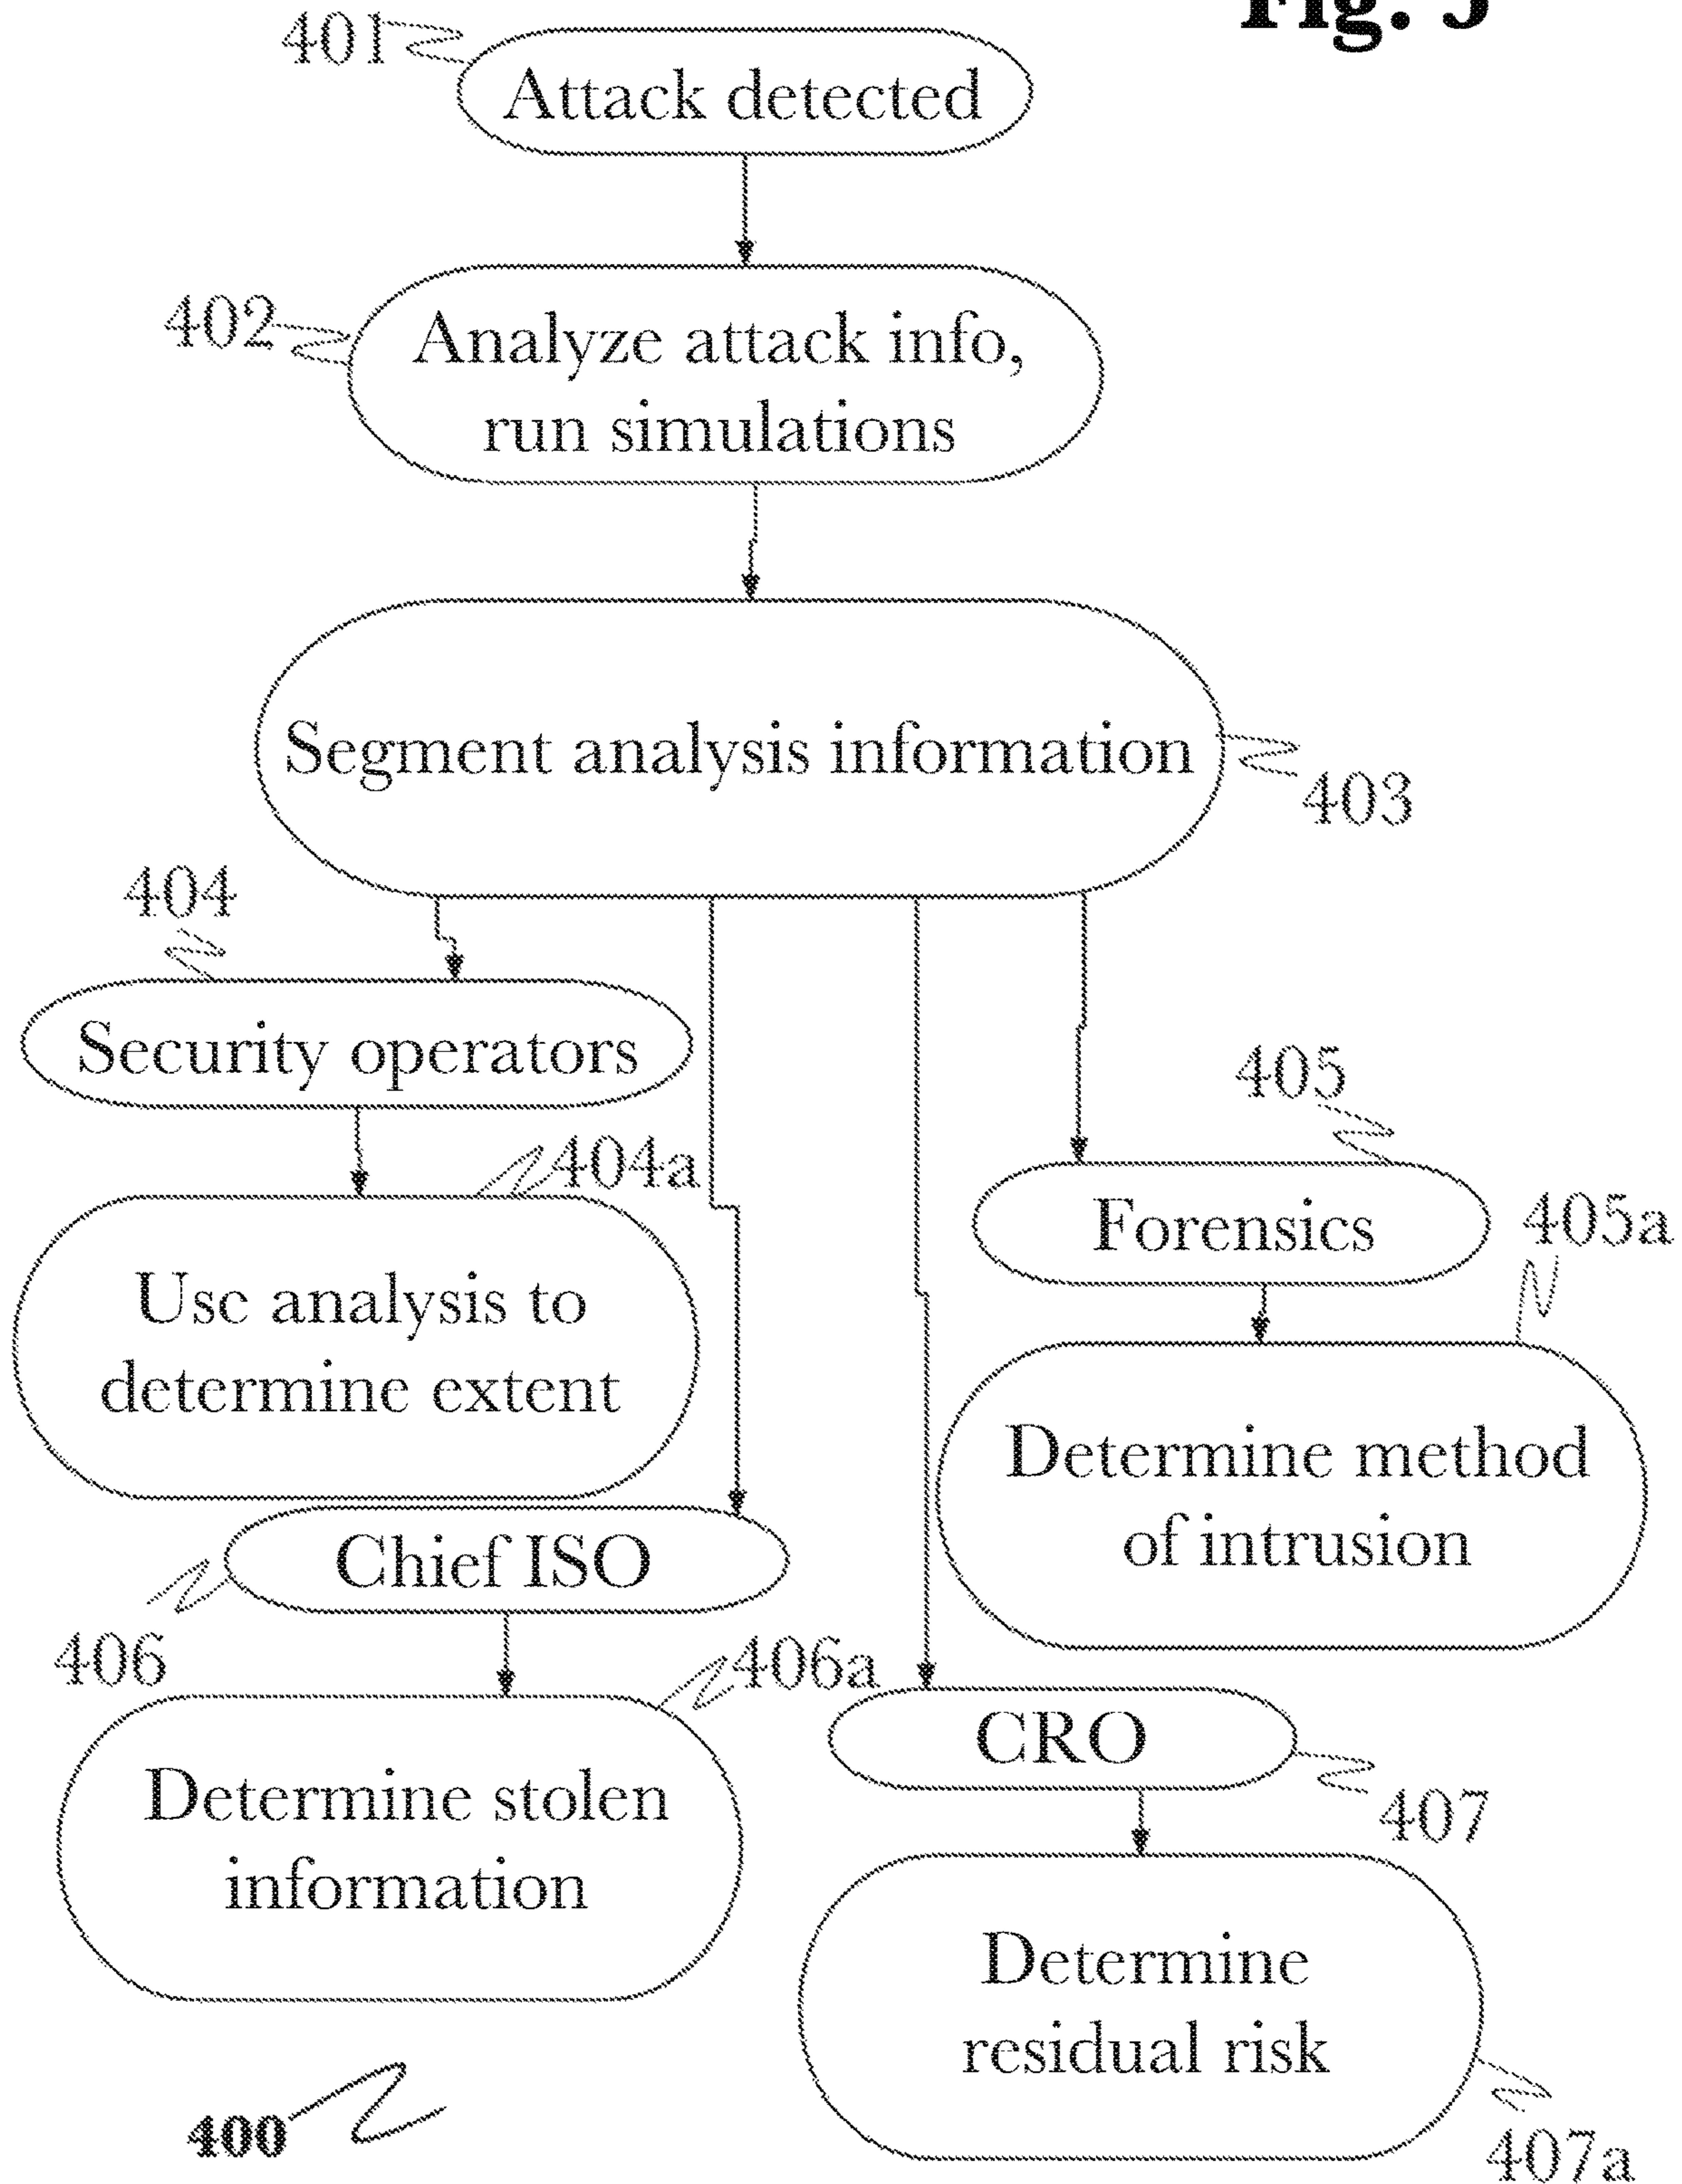 Fig. 5
401
Attack detected
402
Analyze attack info,
run simulations
Segment analysis information
403
404
Security operators
405
404a
Forensics
405a
Use analysis to
determine extent
Determine method
of intrusion
Chief ISO
406
406a
CRO
407
Determine stolen
information
Determine
residual risk
400
407a